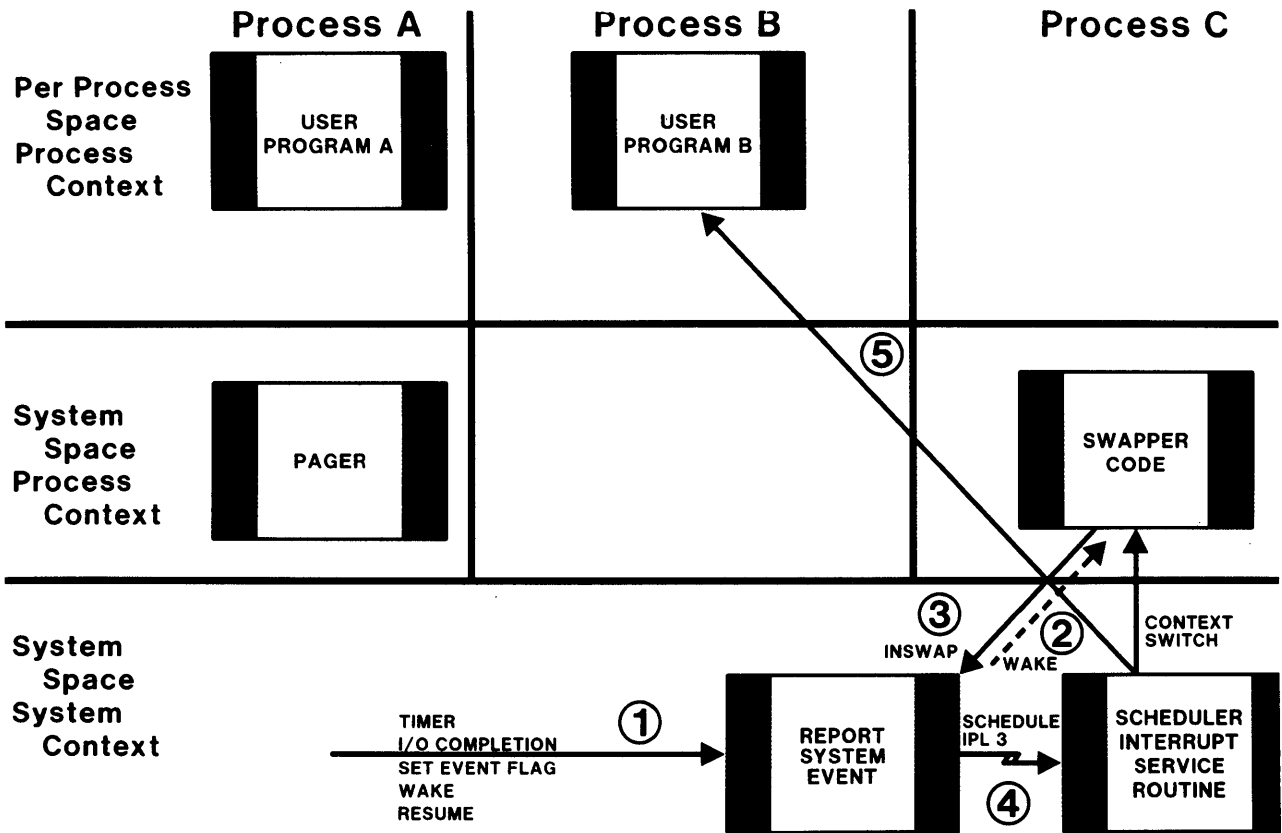 Process A
Process B
Process C
Per Process
Space
Process
Context
USER
PROGRAM A
USER
PROGRAM B
⑤
System
Space
Process
Context
PAGER
SWAPPER
CODE
③
INSWAP
②
WAKE
CONTEXT
SWITCH
System
Space
System
Context
TIMER
I/O COMPLETION
SET EVENT FLAG
WAKE
RESUME
①
REPORT
SYSTEM
EVENT
SCHEDULE
IPL 3
④
SCHEDULER
INTERRUPT
SERVICE
ROUTINE